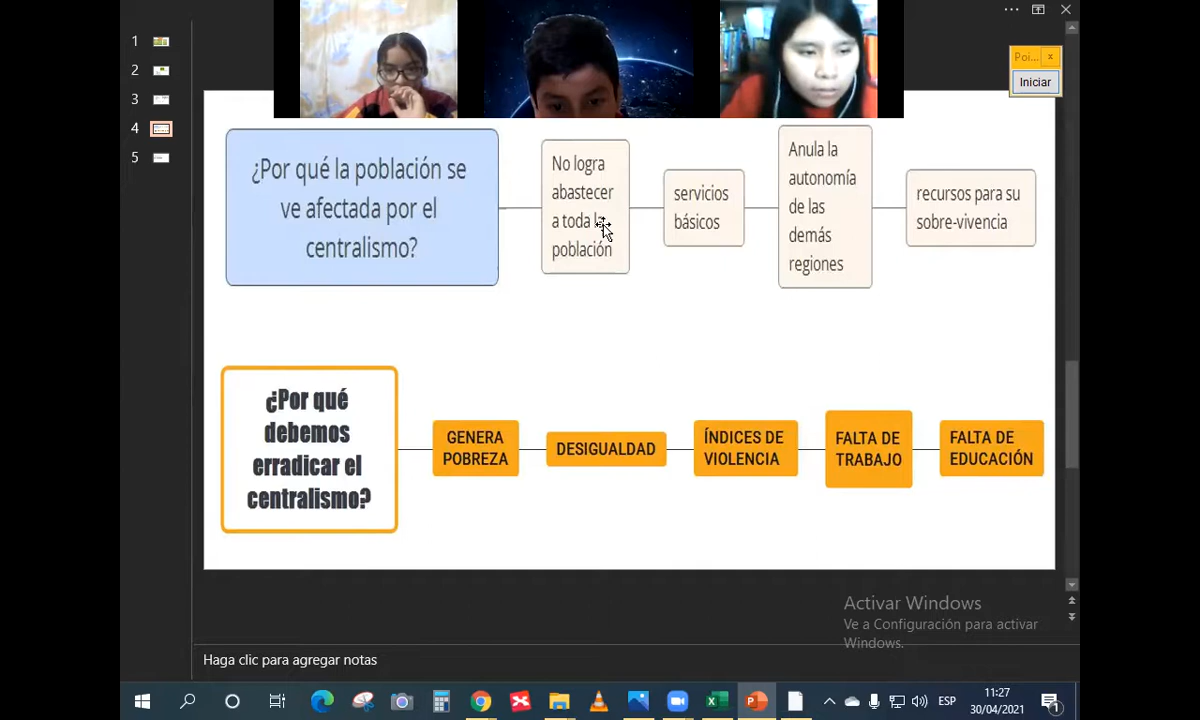 1
2
3
4
5
Poi...
Iniciar
¿Por qué la población se
ve afectada por el
centralismo?
No logra
abastecer
a toda la
población
servicios
básicos
Anula la
autonomía
de las
demás
regiones
recursos para su
sobre-vivencia
¿Por qué
debemos
erradicar el
centralismo?
GENERA
POBREZA
DESIGUALDAD
ÍNDICES DE
VIOLENCIA
FALTA DE
TRABAJO
FALTA DE
EDUCACIÓN
Activar Windows
Ve a Configuración para activar
Windows.
Haga clic para agregar notas
ESP
11:27
30/04/2021
1